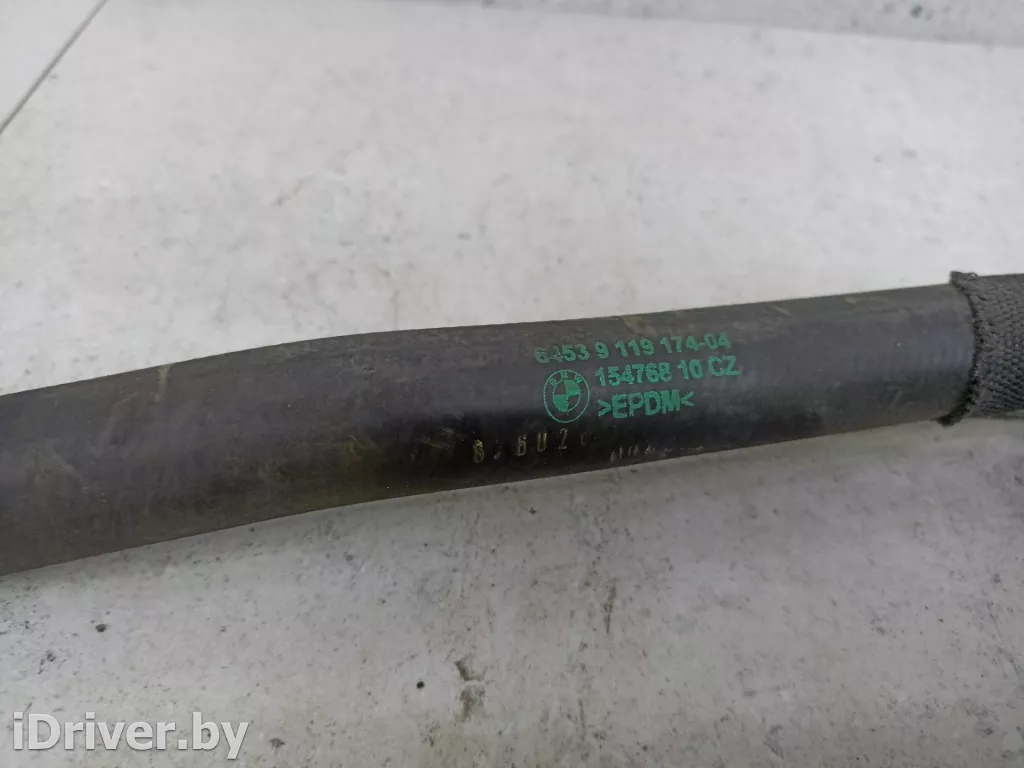 6453 9 119 174-04
154768 10 CZ
>EPDM<
iDriver.by